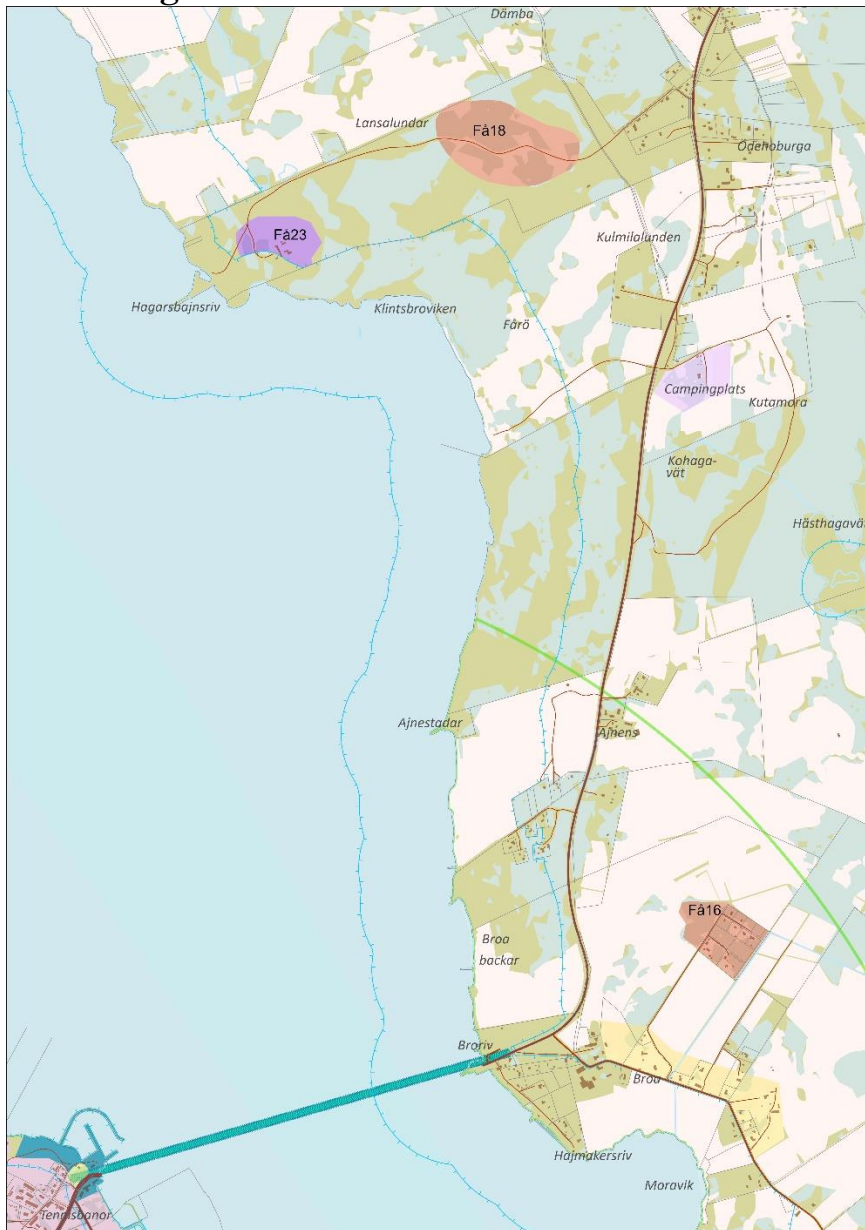 Dämba
Lansalundar
Få18
Odehoburga
Få23
Kulmilolunden
Hagarsbajnsriv
Klintsbroviken
Fårö
Campingplats
Kutamora
Kohaga-
vät
Hästhagavät
Ajnestadar
Ajnens
Få16
Broa
backar
Broriv
Broa
Hajmakersriv
Moravik
Tennisbanor